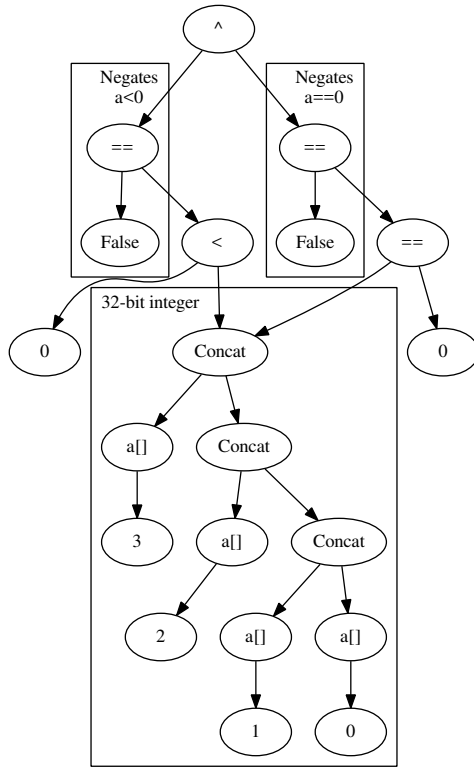 ^
Negates
a<0
Negates
a==0
==
==
False
<
False
==
0
32-bit integer
Concat
0
a[]
Concat
3
a[]
Concat
2
a[]
a[]
1
0